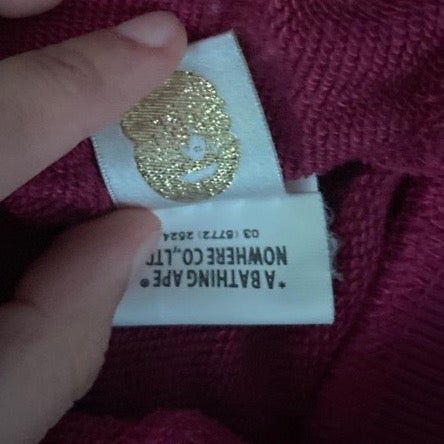 * A BATHING APE®
NOWHERE CO., LTD
03 (5772) 2524